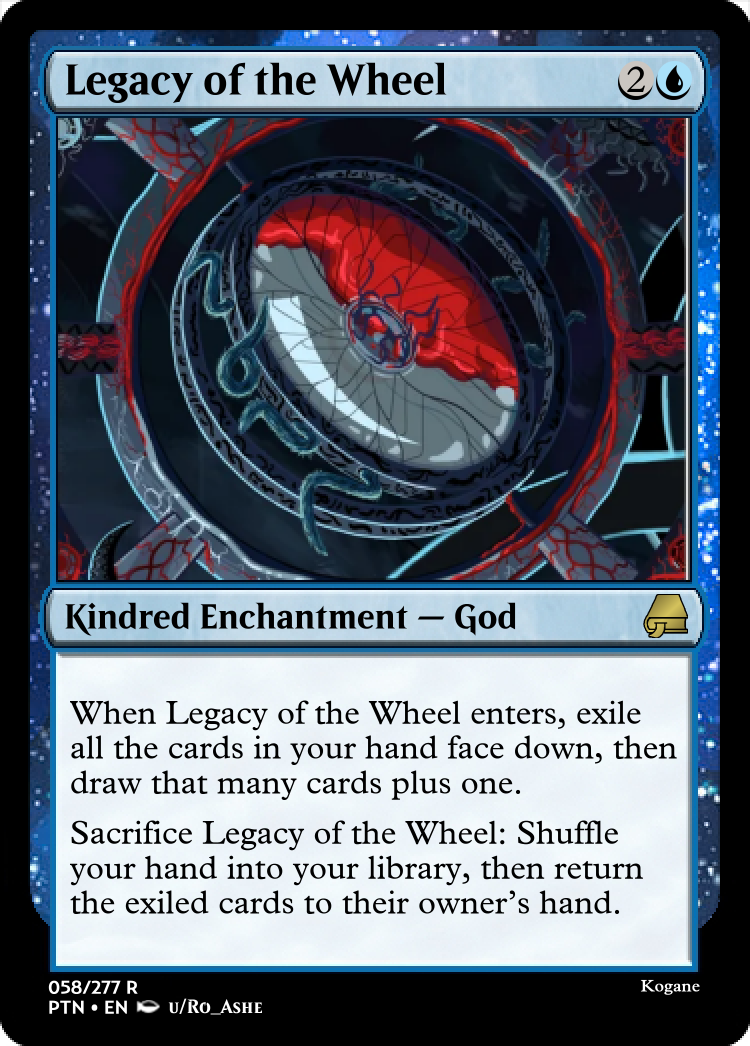 Legacy of the Wheel 2
Kindred Enchantment — God
When Legacy of the Wheel enters, exile
all the cards in your hand face down, then
draw that many cards plus one.
Sacrifice Legacy of the Wheel: Shuffle
your hand into your library, then return
the exiled cards to their owner's hand.
058/277 R
Kogane
PTN • EN u/Ro_Ashe